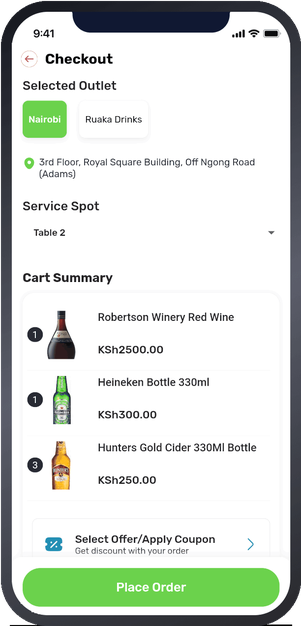 9:41
Checkout
Selected Outlet
Nairobi
Ruaka Drinks
3rd Floor, Royal Square Building, Off Ngong Road
(Adams)
Service Spot
Table 2
Cart Summary
Robertson Winery Red Wine
1
KSh2500.00
Heineken Bottle 330ml
1
KSh300.00
Hunters Gold Cider 330Ml Bottle
3
KSh250.00
Select Offer/Apply Coupon
Get discount with your order
Place Order